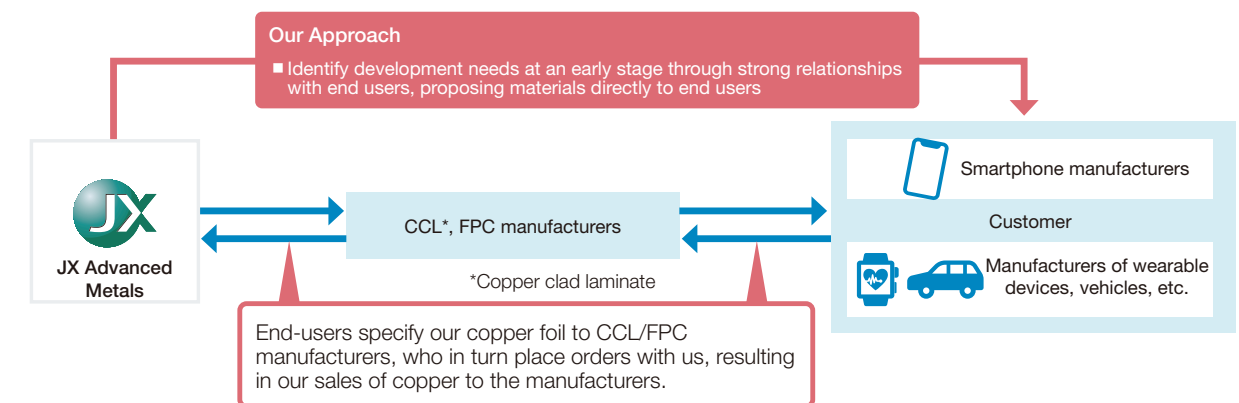 Our Approach
■ Identify development needs at an early stage through strong relationships
with end users, proposing materials directly to end users
JX
JX Advanced
Metals
CCL*, FPC manufacturers
*Copper clad laminate
Smartphone manufacturers
Customer
Manufacturers of wearable
devices, vehicles, etc.
End-users specify our copper foil to CCL/FPC
manufacturers, who in turn place orders with us, resulting
in our sales of copper to the manufacturers.